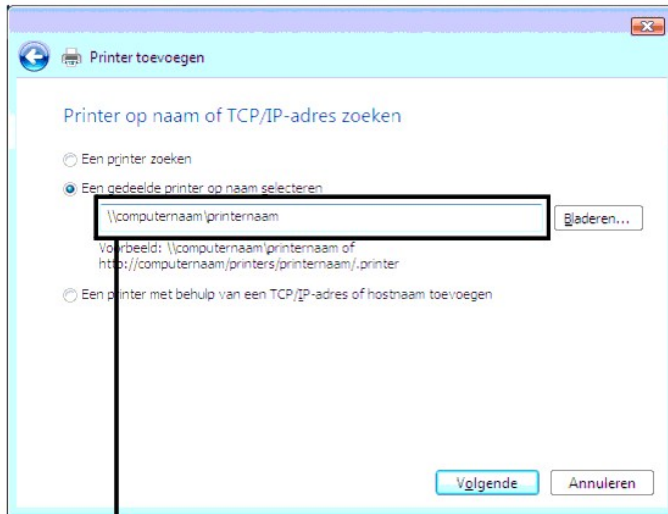 Printer toevoegen
Printer op naam of TCP/IP-adres zoeken
Een printer zoeken
Een gedeelde printer op naam selecteren
\\computernaam\printernaam
Bladeren...
Voorbeeld: \\computernaam\printernaam of
http://computernaam/printers/printernaam/.printer
Een printer met behulp van een TCP/IP-adres of hostnaam toevoegen
Volgende
Annuleren